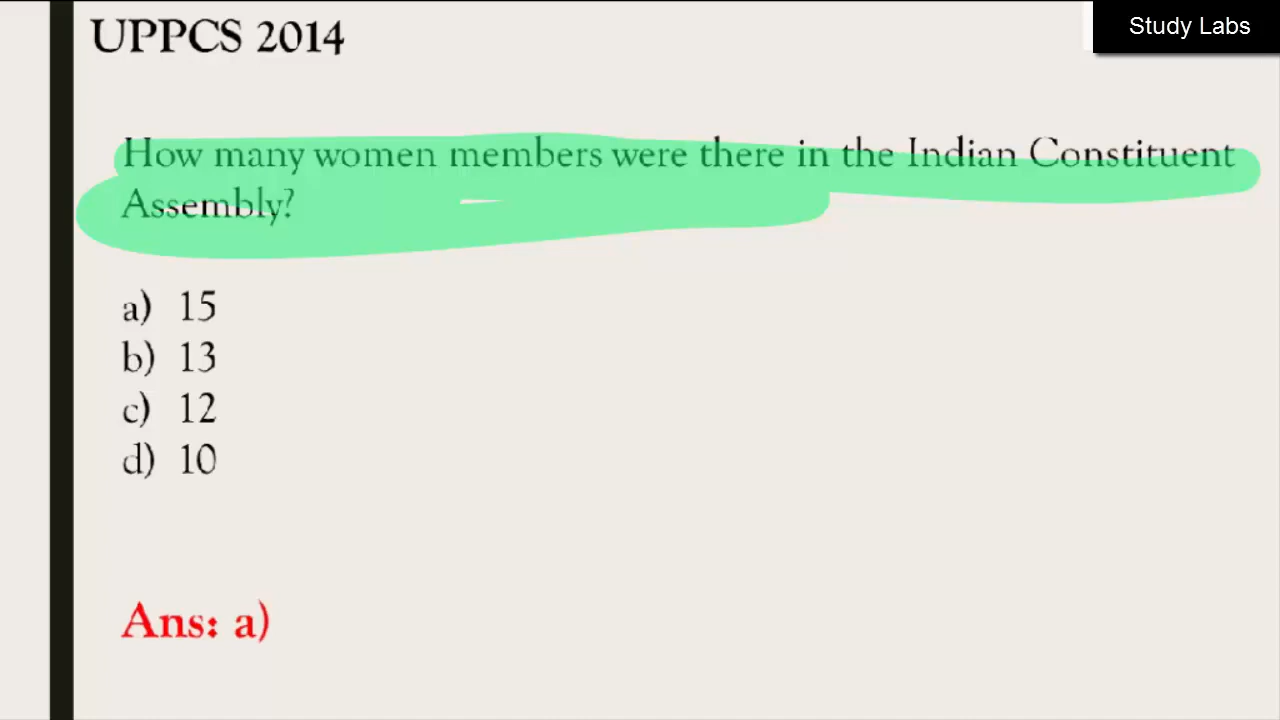 UPPCS 2014
Study Labs
How many women members were there in the Indian Constituent
Assembly?
a) 15
b) 13
c) 12
d) 10
Ans: a)